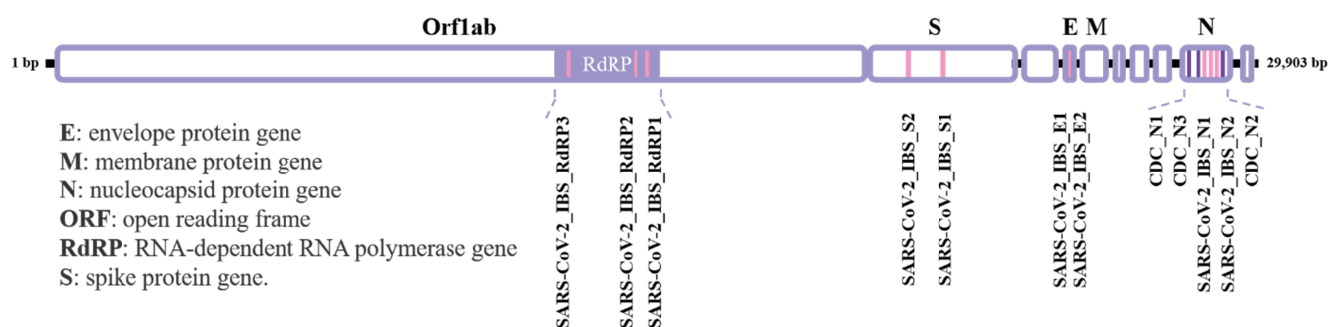 Orf1ab S E M N
1 bp RdRP 29,903 bp
E: envelope protein gene
M: membrane protein gene
N: nucleocapsid protein gene
ORF: open reading frame
RdRP: RNA-dependent RNA polymerase gene
S: spike protein gene.
SARS-CoV-2_IBS_RdRP3
SARS-CoV-2_IBS_RdRP2
SARS-CoV-2_IBS_RdRP1
SARS-CoV-2_IBS_S2
SARS-CoV-2_IBS_S1
SARS-CoV-2_IBS_E1
SARS-CoV-2_IBS_E2
CDC_N1
CDC_N3
SARS-CoV-2_IBS_N1
SARS-CoV-2_IBS_N2
CDC_N2